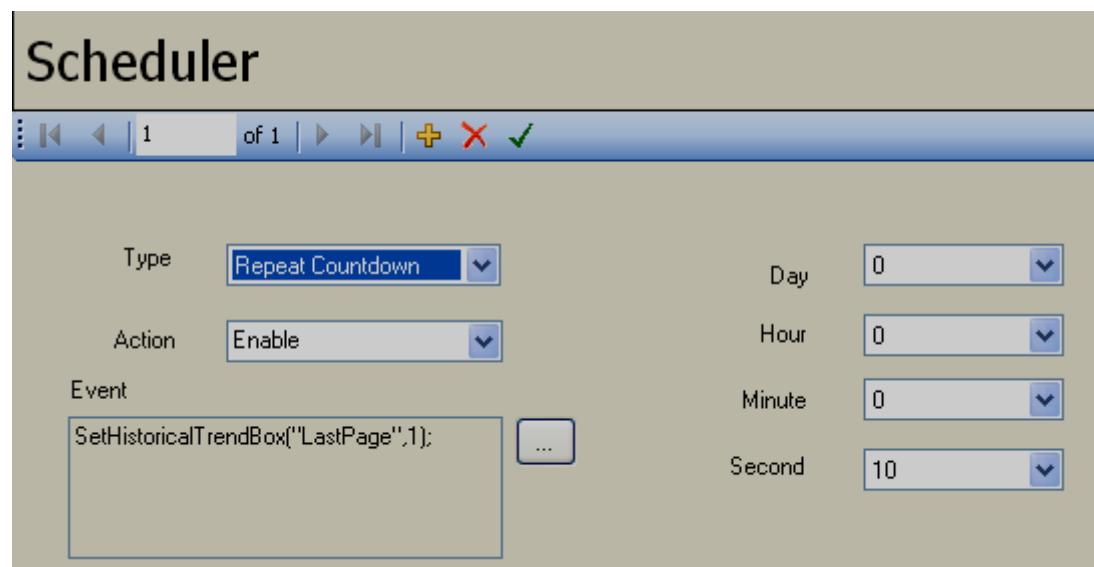 Scheduler
1 of 1
Type Repeat Countdown
Day 0
Action Enable
Hour 0
Event
Minute 0
SetHistoricalTrendBox("LastPage",1);
...
Second 10